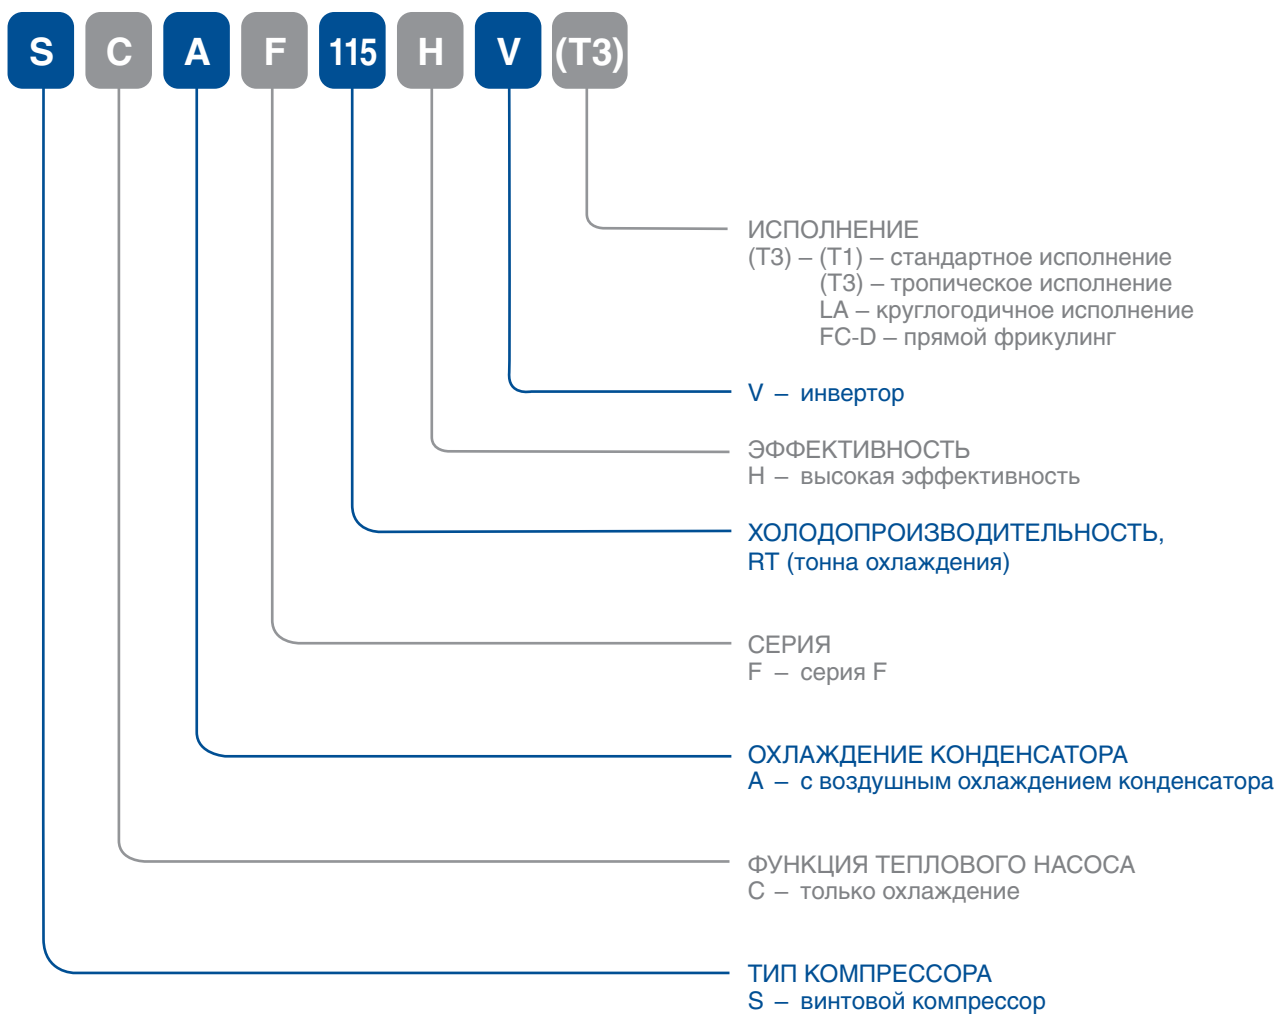 S C A F 115 H V (T3)
ИСПОЛНЕНИЕ
(T3) – (T1) – стандартное исполнение
(T3) – тропическое исполнение
LA – круглогодичное исполнение
FC-D – прямой фрикулинг
V – инвертор
ЭФФЕКТИВНОСТЬ
H – высокая эффективность
ХОЛОДОПРОИЗВОДИТЕЛЬНОСТЬ,
RT (тонна охлаждения)
СЕРИЯ
F – серия F
ОХЛАЖДЕНИЕ КОНДЕНСАТОРА
A – с воздушным охлаждением конденсатора
ФУНКЦИЯ ТЕПЛОВОГО НАСОСА
C – только охлаждение
ТИП КОМПРЕССОРА
S – винтовой компрессор